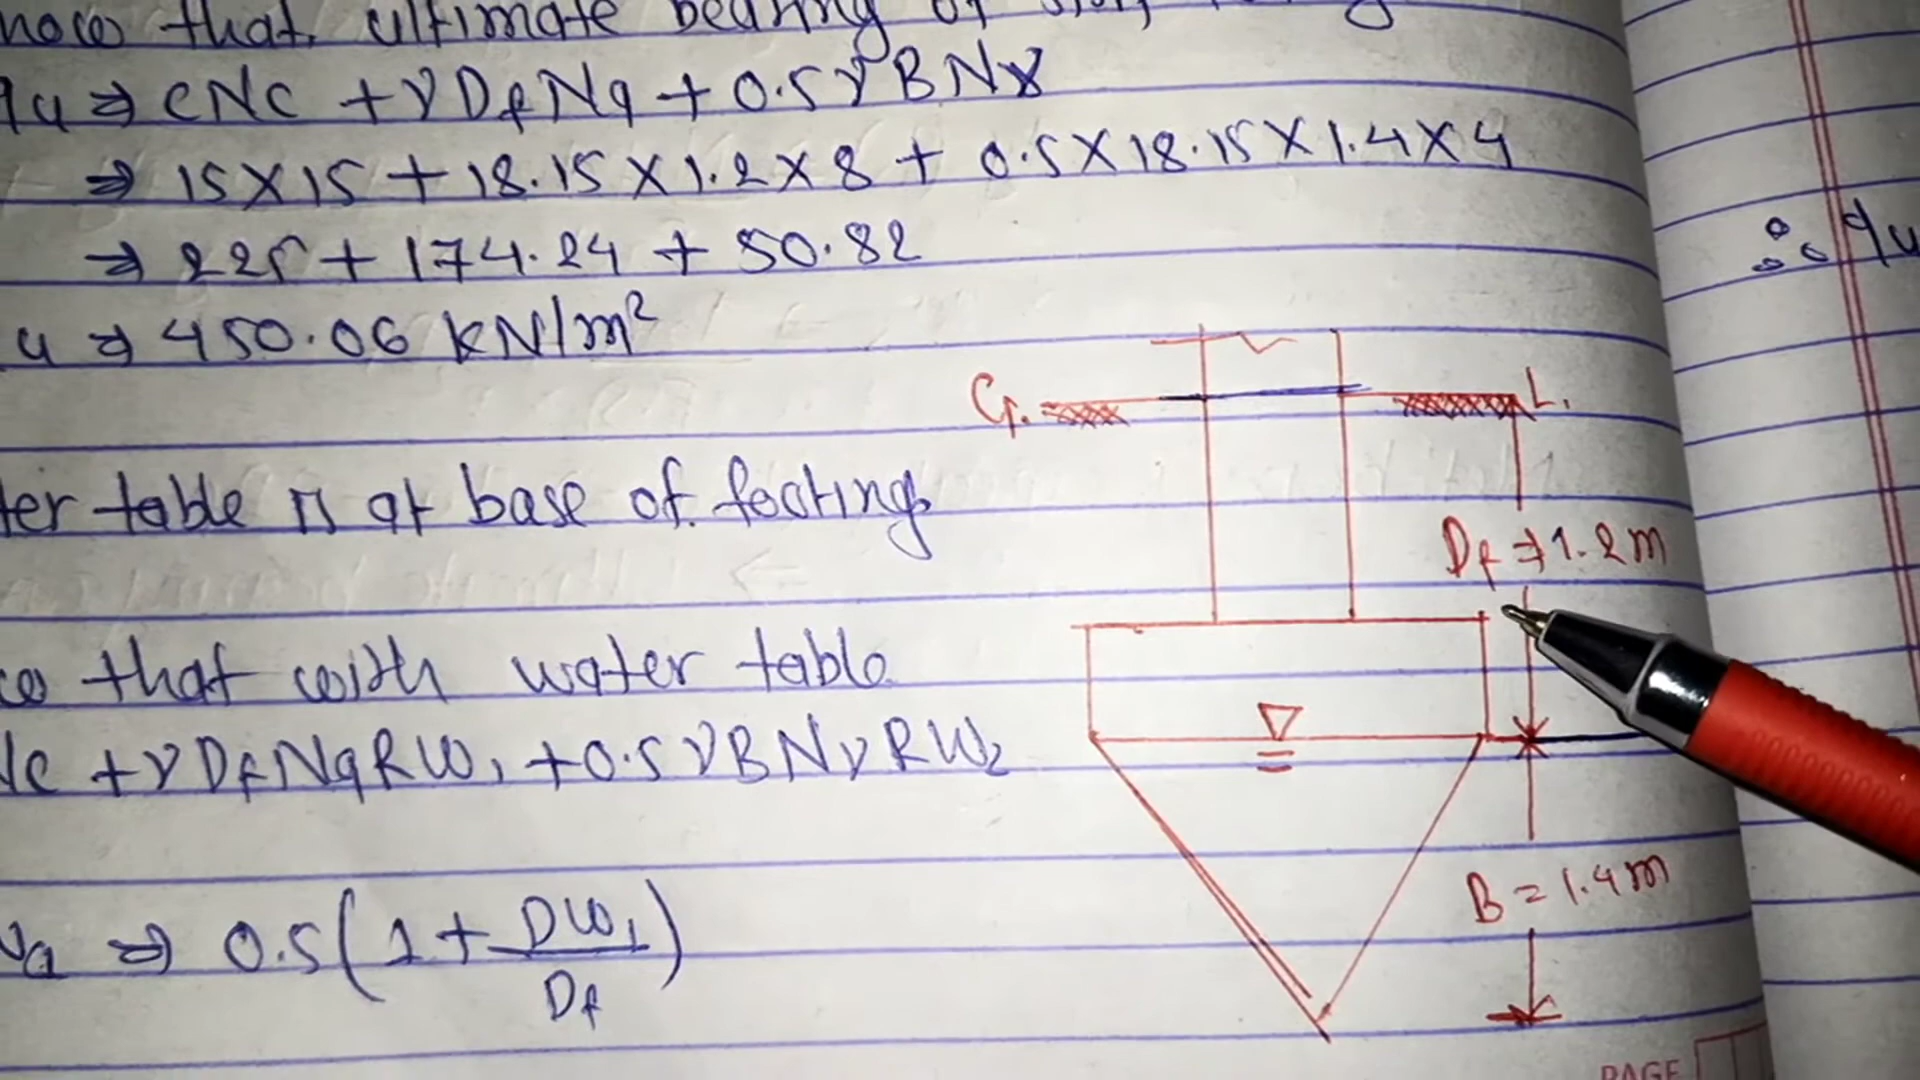 that ultimate bearing of
qu ⇒ CNc + γDfNq + 0.5γBNγ
⇒ 15×15 + 18.15×1.2×8 + 0.5×18.15×1.4×4
⇒ 225 + 174.24 + 50.82
u ⇒ 450.06 KN/m²
∴ qu
G. L.
ter table is at base of footing
Df ⇒ 1.2m
that with water table
Nc + γDfNqRW₁ + 0.5γBNγRW₂
B = 1.4m
⇒ 0.5(1 + DW₁/Df)
PAGE